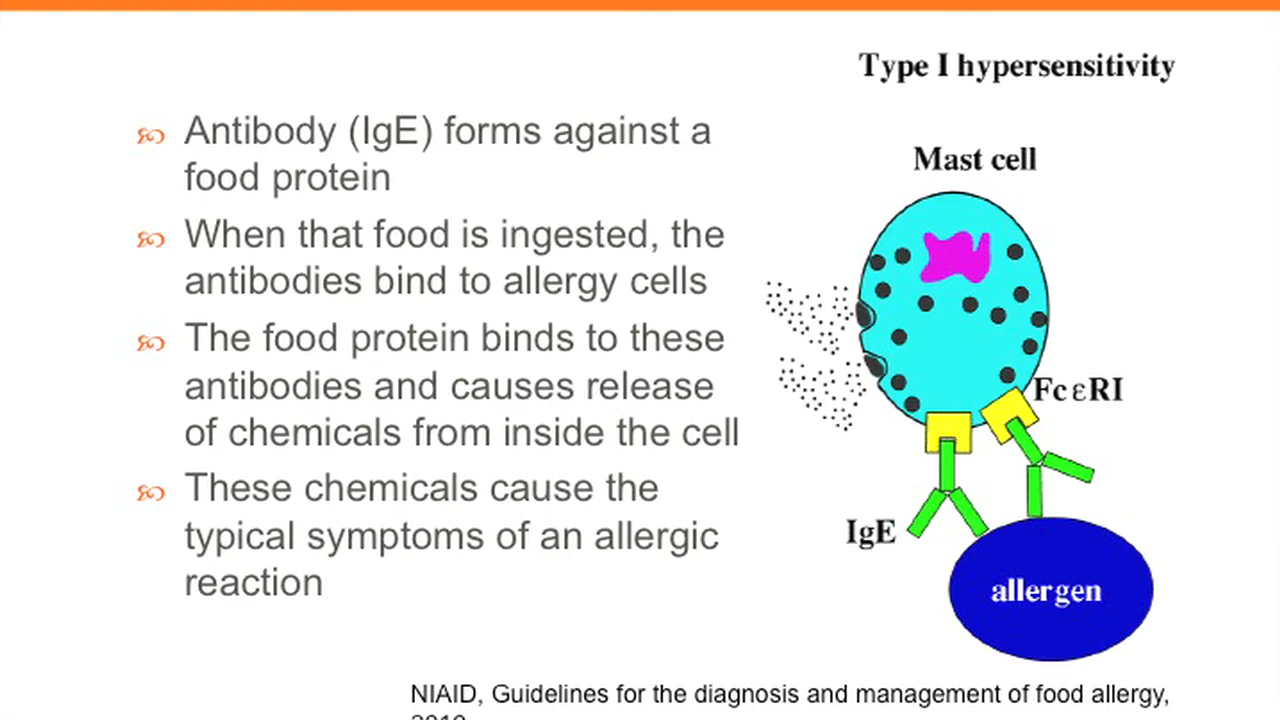 Type I hypersensitivity
Antibody (IgE) forms against a
food protein
When that food is ingested, the
antibodies bind to allergy cells
The food protein binds to these
antibodies and causes release
of chemicals from inside the cell
These chemicals cause the
typical symptoms of an allergic
reaction
Mast cell
FcεRI
IgE
allergen
NIAID, Guidelines for the diagnosis and management of food allergy,